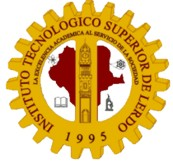 INSTITUTO TECNOLOGICO SUPERIOR DE LERDO
LA EXCELENCIA ACADEMICA AL SERVICIO DE LA SOCIEDAD
1995